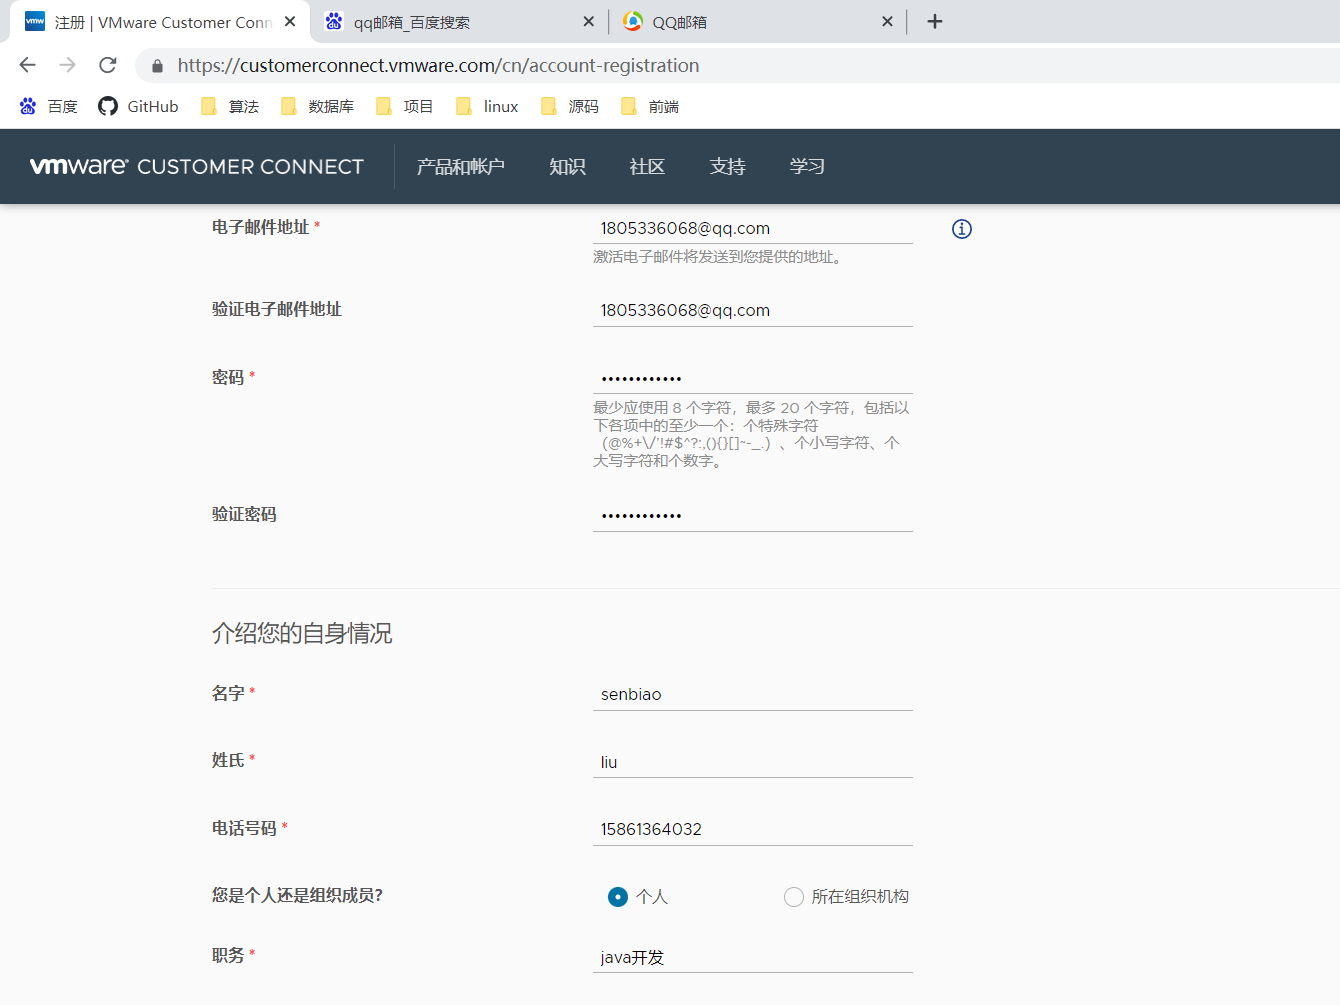 注册 | VMware Customer Conn
qq邮箱_百度搜索
QQ邮箱
https://customerconnect.vmware.com/cn/account-registration
百度 GitHub 算法 数据库 项目 linux 源码 前端
vmware® CUSTOMER CONNECT 产品和帐户 知识 社区 支持 学习
电子邮件地址 * 1805336068@qq.com
激活电子邮件将发送到您提供的地址。
验证电子邮件地址 1805336068@qq.com
密码 * ••••••••••••
最少应使用 8 个字符，最多 20 个字符，包括以
下各项中的至少一个：个特殊字符
（@%+\/'!#$^?:,(){}[]~-_.）、个小写字符、个
大写字符和个数字。
验证密码 ••••••••••••
介绍您的自身情况
名字 * senbiao
姓氏 * liu
电话号码 * 15861364032
您是个人还是组织成员? 个人 所在组织机构
职务 * java开发